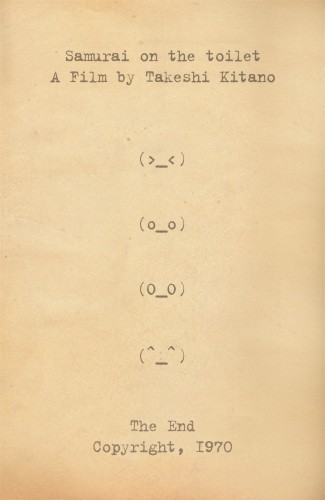 Samurai on the toilet
A Film by Takeshi Kitano
(>_<)
(o_o)
(O_O)
(^_^)
The End
Copyright, I970